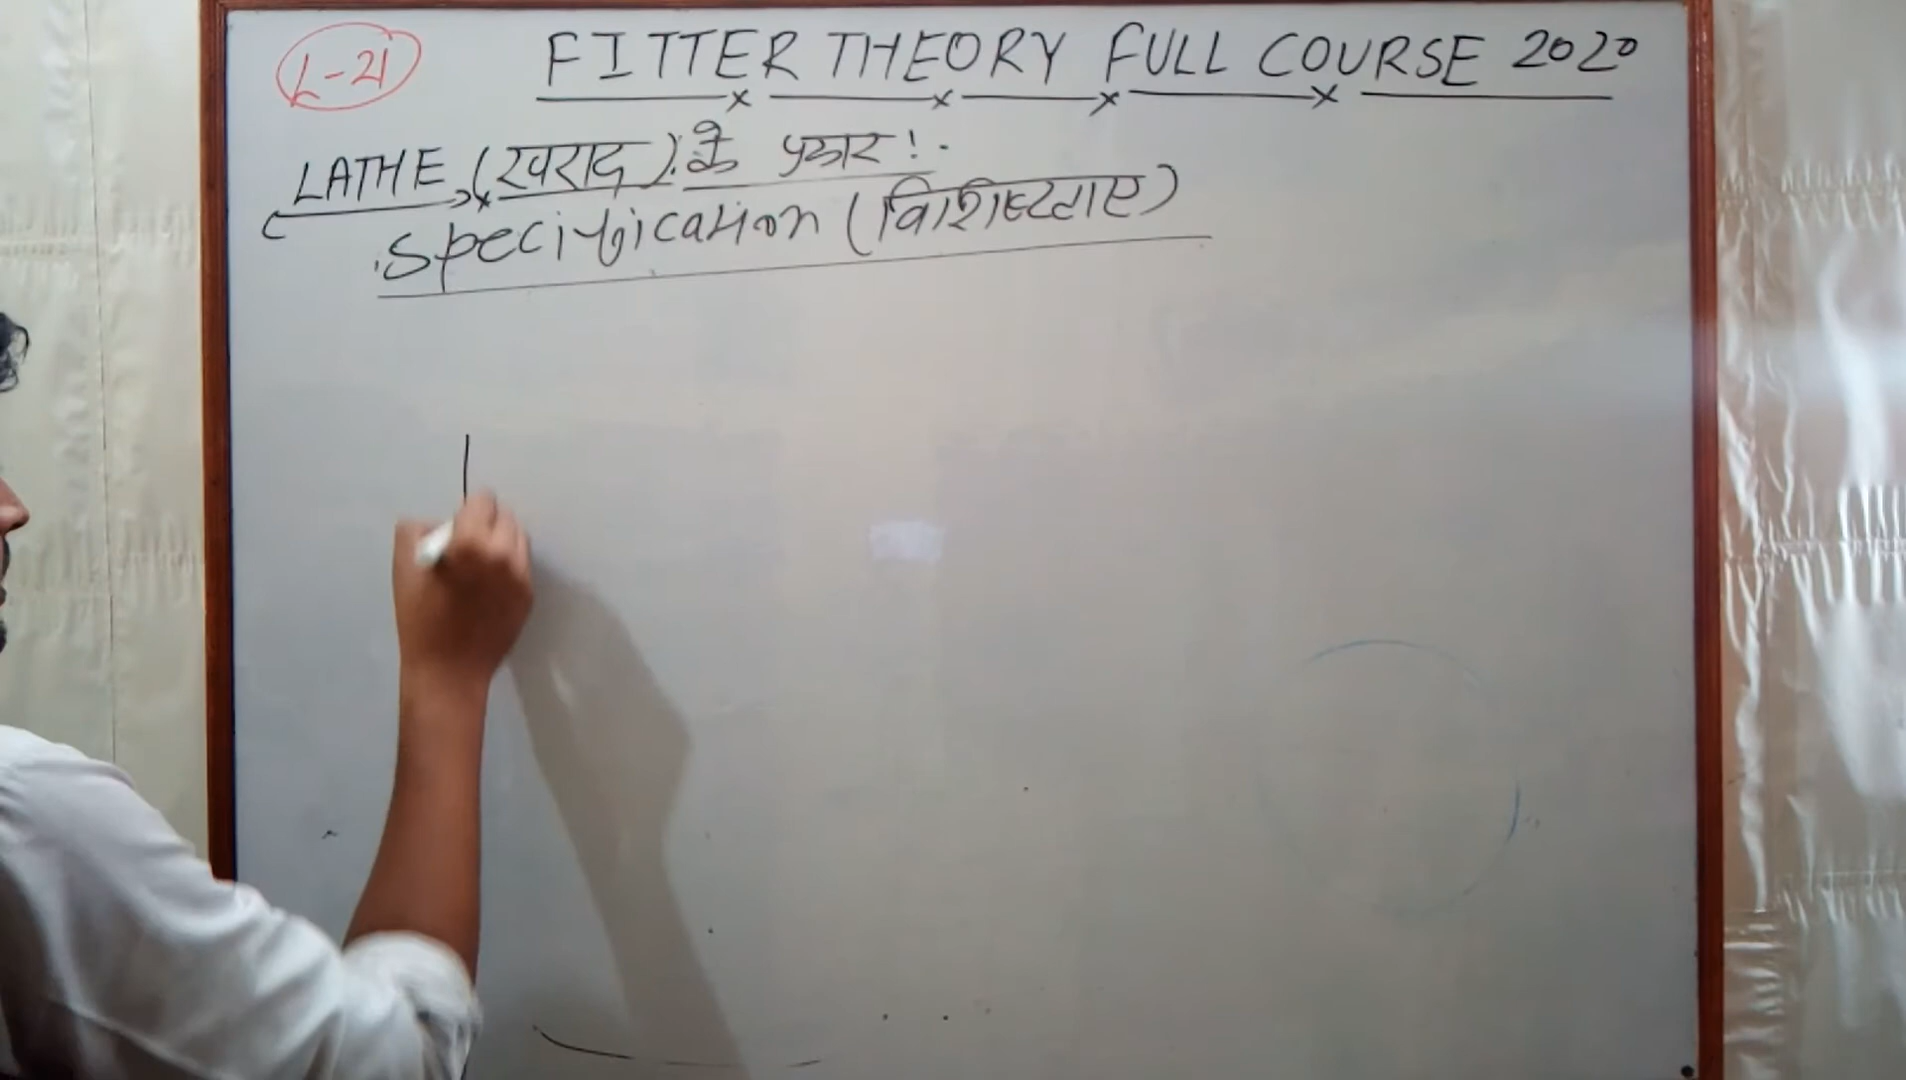 L-21
FITTER THEORY FULL COURSE 2020
LATHE (खराद) के प्रकार :.
Specification (विशिष्टताए)